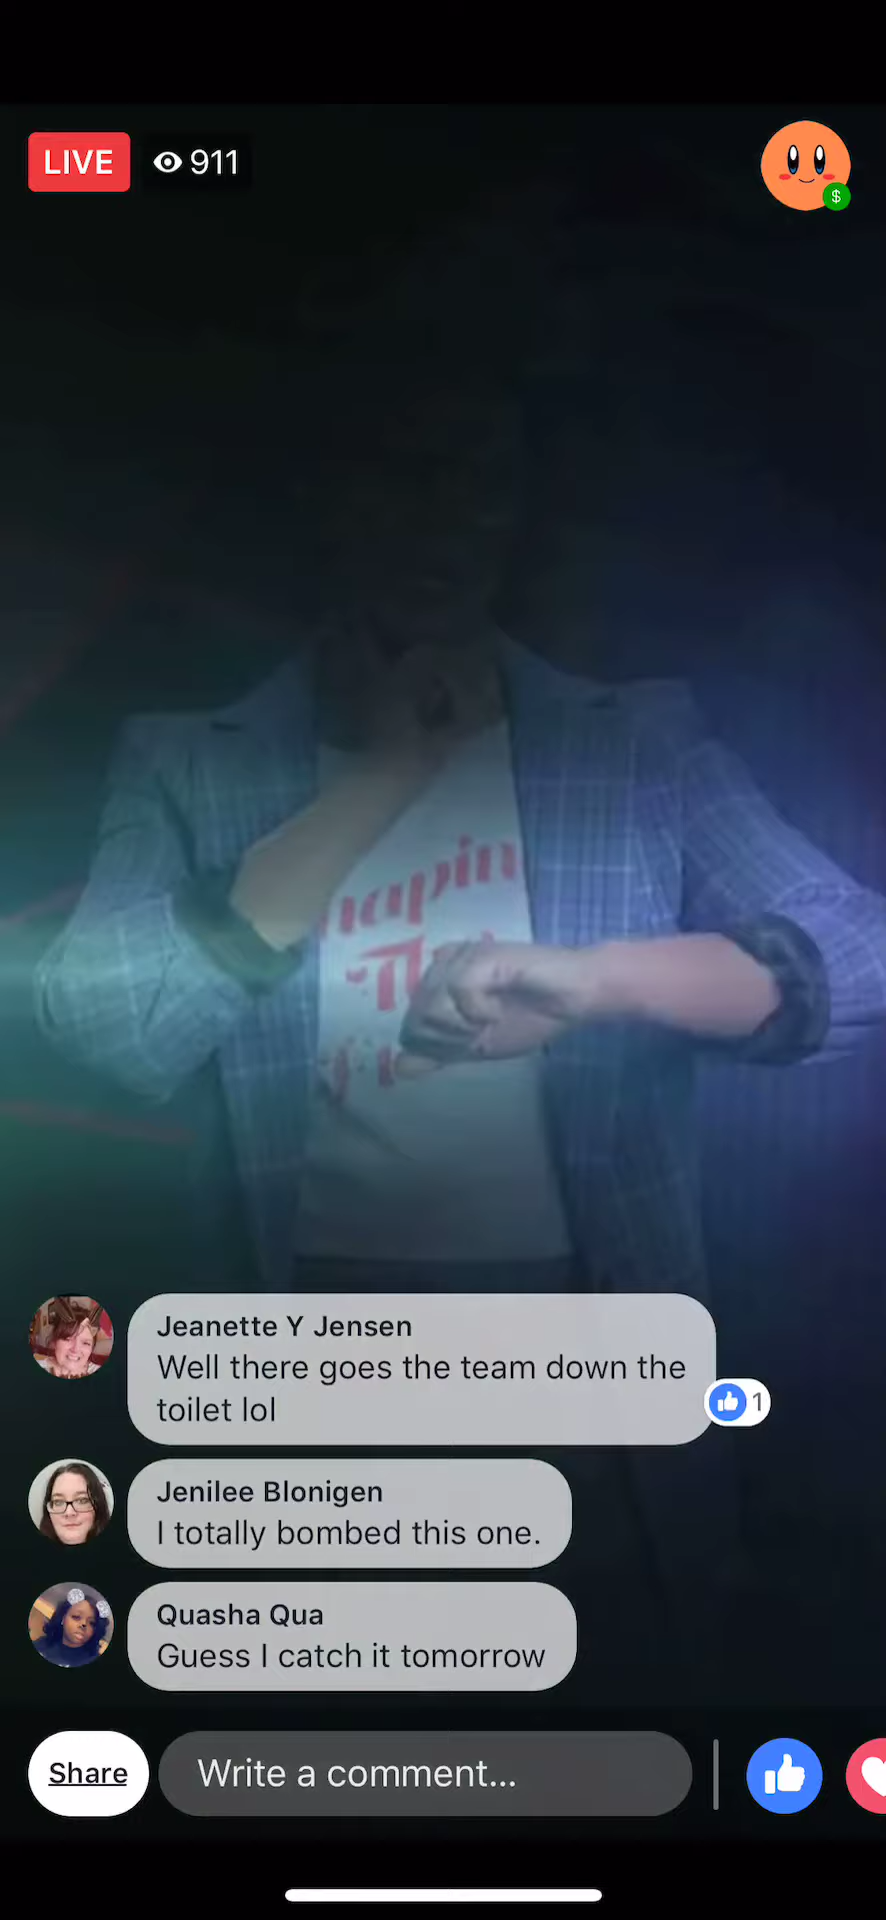 LIVE 911
$
Jeanette Y Jensen
Well there goes the team down the
toilet lol
1
Jenilee Blonigen
I totally bombed this one.
Quasha Qua
Guess I catch it tomorrow
Share Write a comment...